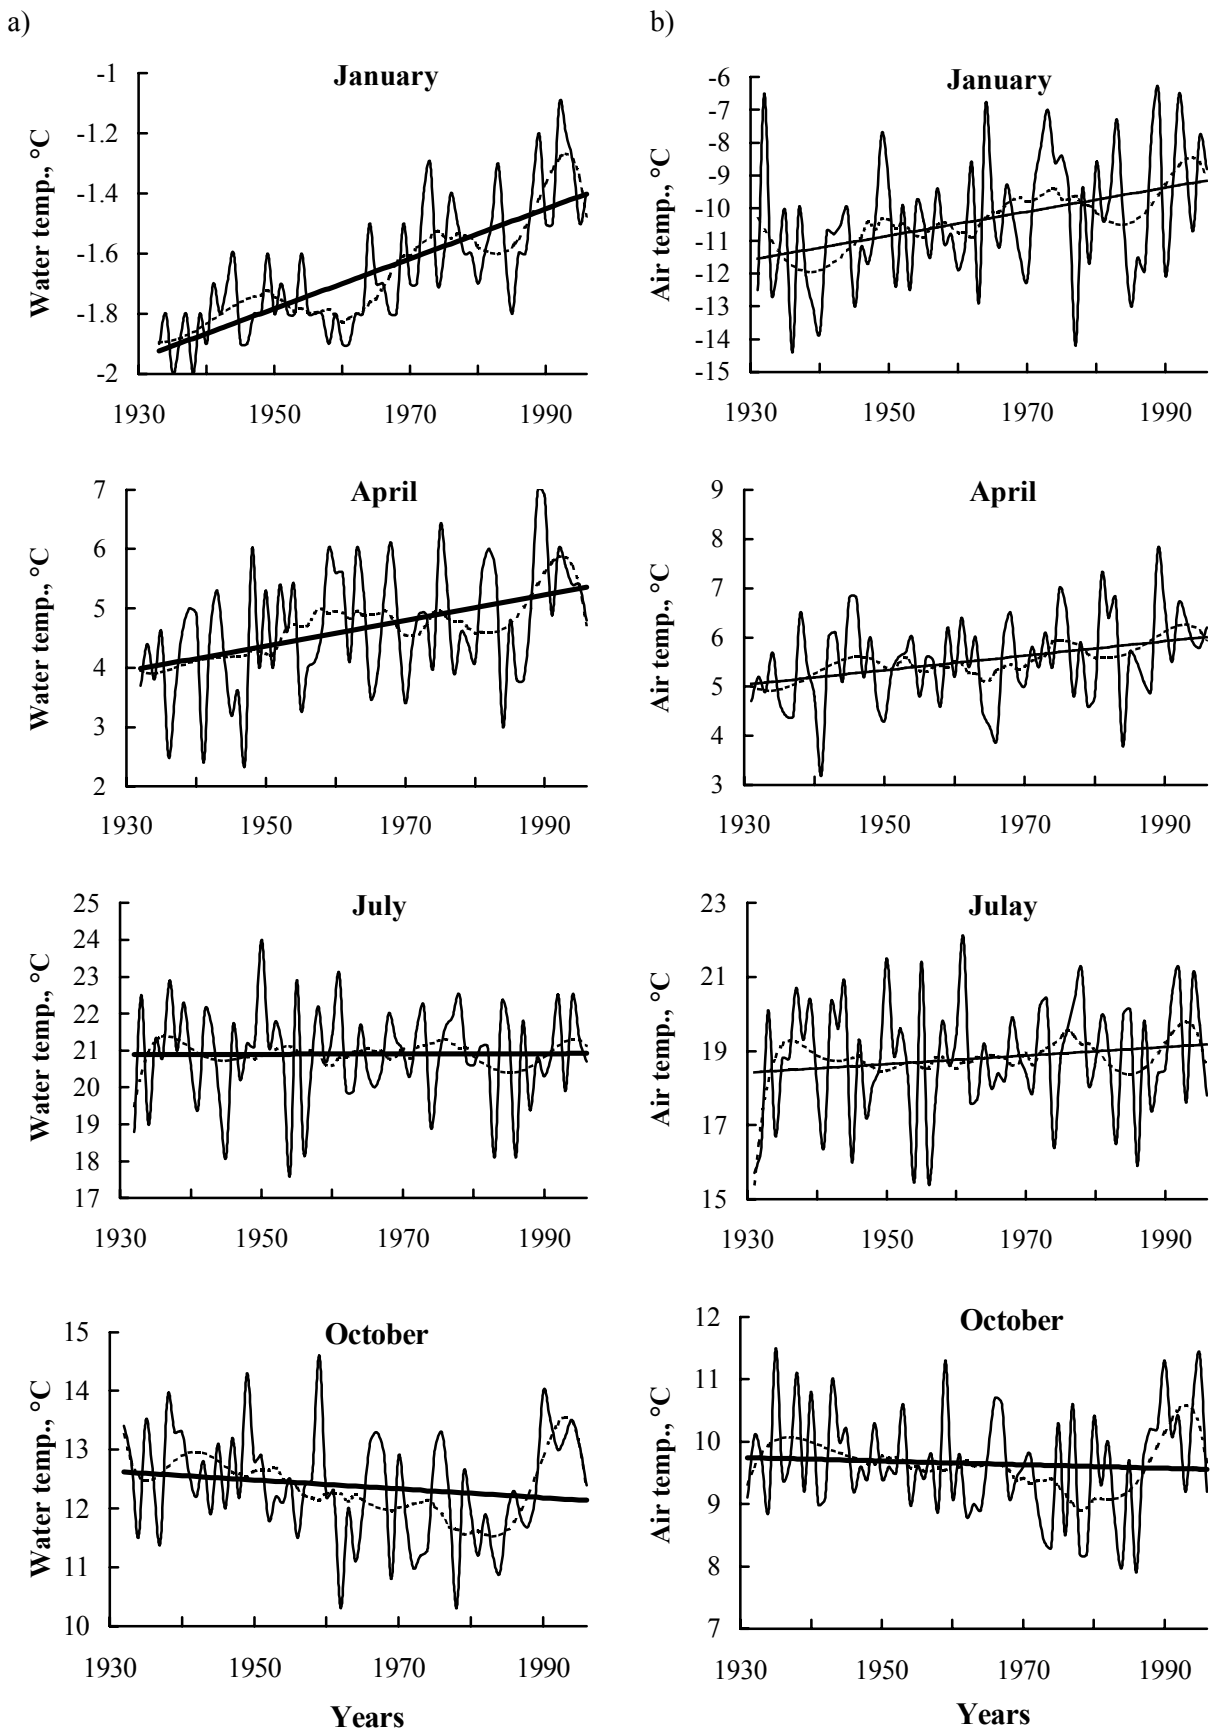 a)
January
Water temp., °C
-1
-1.2
-1.4
-1.6
-1.8
-2
1930 1950 1970 1990
April
Water temp., °C
7
6
5
4
3
2
1930 1950 1970 1990
July
Water temp., °C
25
24
23
22
21
20
19
18
17
1930 1950 1970 1990
October
Water temp., °C
15
14
13
12
11
10
1930 1950 1970 1990
Years
b)
January
Air temp., °C
-6
-7
-8
-9
-10
-11
-12
-13
-14
-15
1930 1950 1970 1990
April
Air temp., °C
9
8
7
6
5
4
3
1930 1950 1970 1990
Julay
Air temp., °C
23
21
19
17
15
1930 1950 1970 1990
October
Air temp., °C
12
11
10
9
8
7
1930 1950 1970 1990
Years